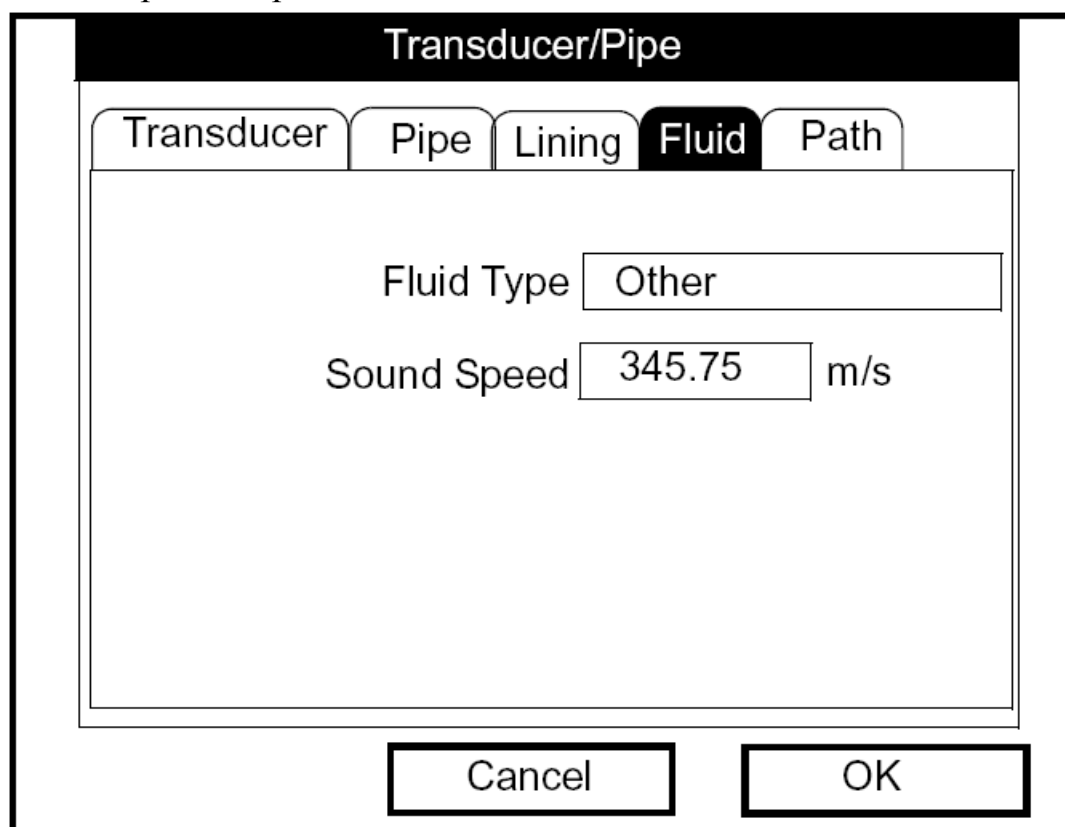 Transducer/Pipe
Transducer Pipe Lining Fluid Path
Fluid Type Other
Sound Speed 345.75 m/s
Cancel OK